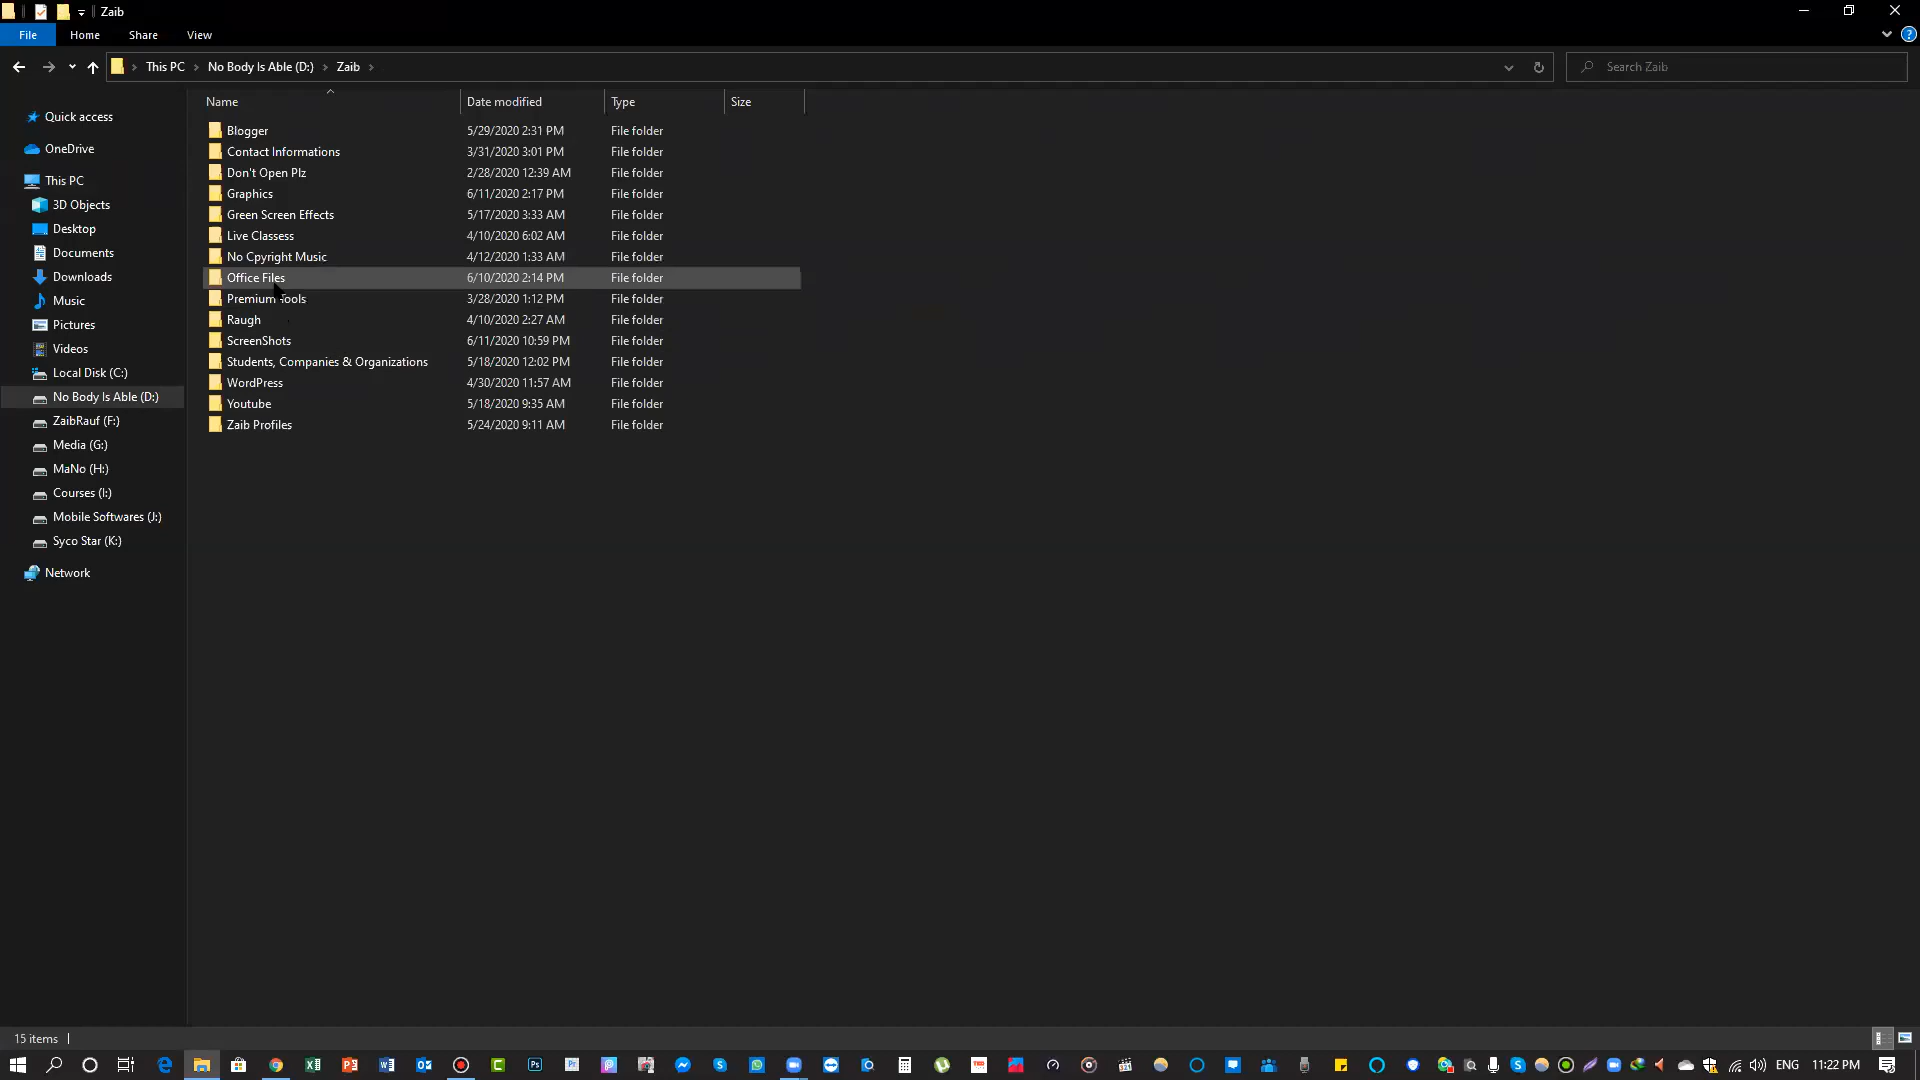 Zaib
File Home Share View
This PC No Body Is Able (D:) Zaib Search Zaib
Name Date modified Type Size
Quick access
OneDrive
This PC
3D Objects
Desktop
Documents
Downloads
Music
Pictures
Videos
Local Disk (C:)
No Body Is Able (D:)
ZaibRauf (F:)
Media (G:)
MaNo (H:)
Courses (I:)
Mobile Softwares (J:)
Syco Star (K:)
Network
Blogger 5/29/2020 2:31 PM File folder
Contact Informations 3/31/2020 3:01 PM File folder
Don't Open Plz 2/28/2020 12:39 AM File folder
Graphics 6/11/2020 2:17 PM File folder
Green Screen Effects 5/17/2020 3:33 AM File folder
Live Classess 4/10/2020 6:02 AM File folder
No Cpyright Music 4/12/2020 1:33 AM File folder
Office Files 6/10/2020 2:14 PM File folder
Premium Tools 3/28/2020 1:12 PM File folder
Raugh 4/10/2020 2:27 AM File folder
ScreenShots 6/11/2020 10:59 PM File folder
Students, Companies & Organizations 5/18/2020 12:02 PM File folder
WordPress 4/30/2020 11:57 AM File folder
Youtube 5/18/2020 9:35 AM File folder
Zaib Profiles 5/24/2020 9:11 AM File folder
15 items
ENG 11:22 PM